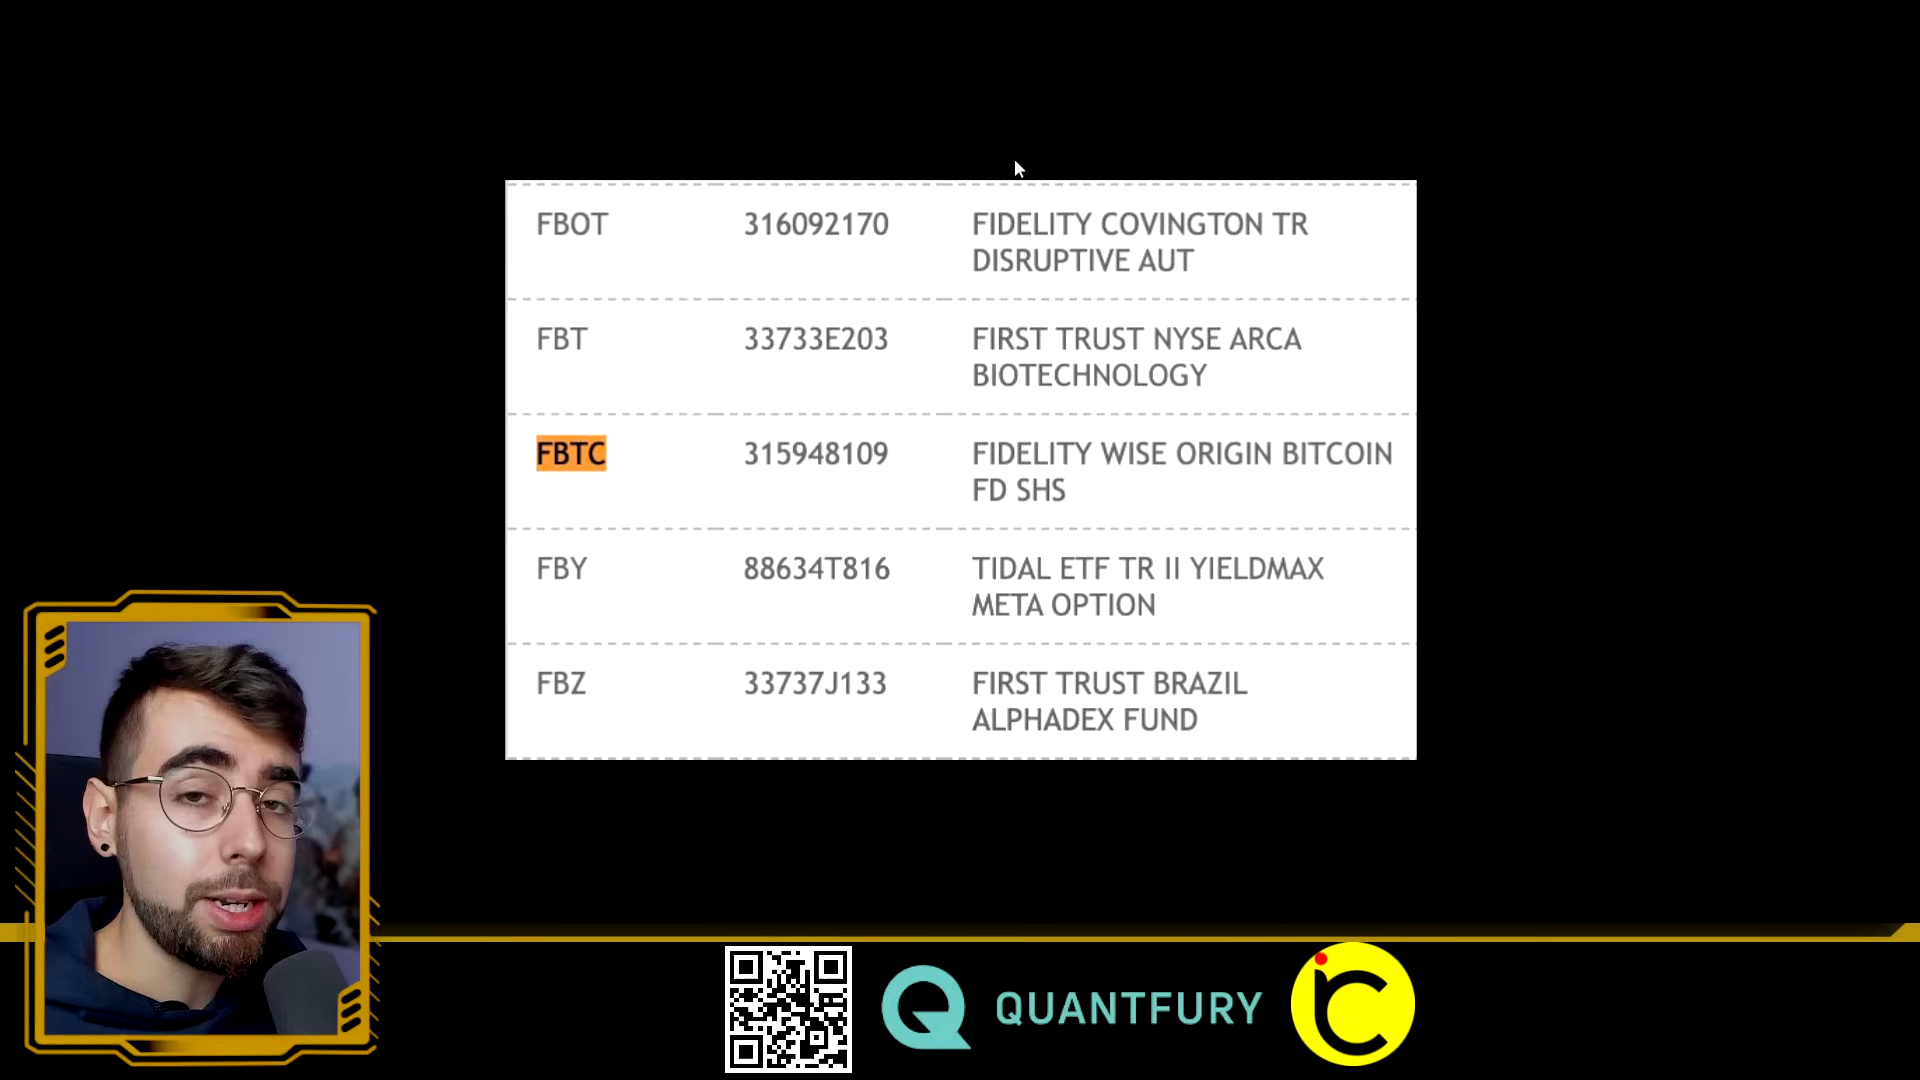 FBOT 316092170 FIDELITY COVINGTON TR
DISRUPTIVE AUT
FBT 33733E203 FIRST TRUST NYSE ARCA
BIOTECHNOLOGY
FBTC 315948109 FIDELITY WISE ORIGIN BITCOIN
FD SHS
FBY 88634T816 TIDAL ETF TR II YIELDMAX
META OPTION
FBZ 33737J133 FIRST TRUST BRAZIL
ALPHADEX FUND
QUANTFURY